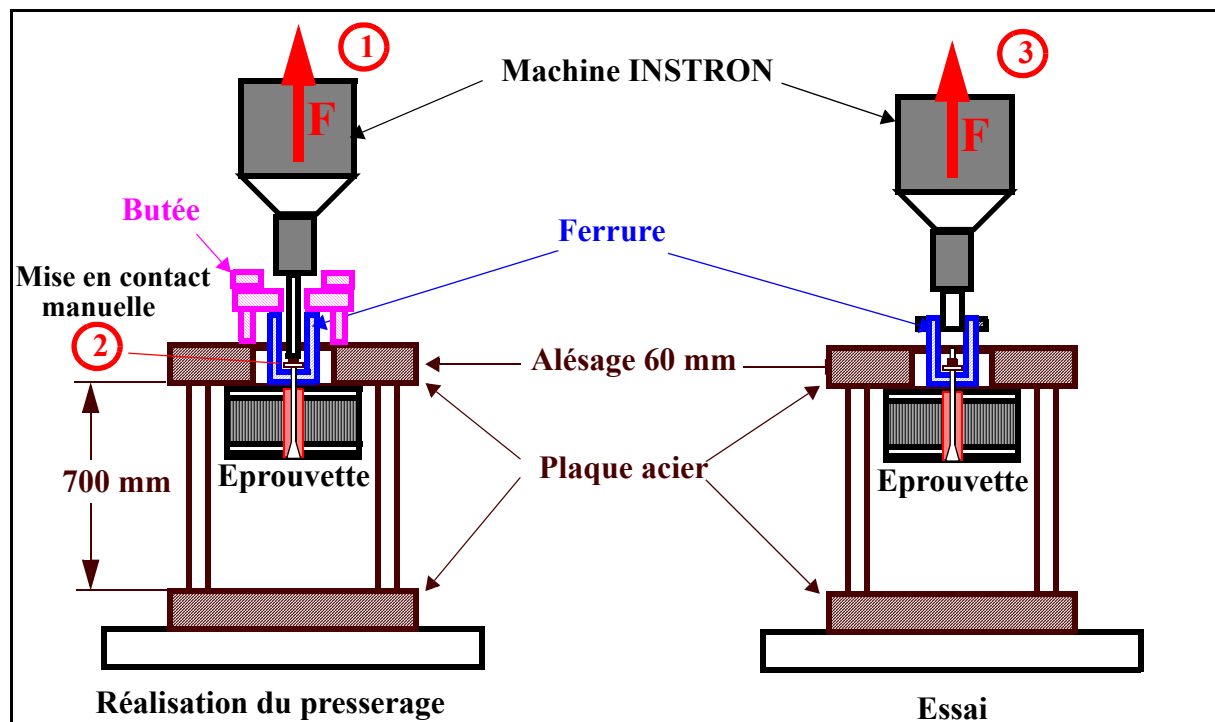 1
3
Machine INSTRON
F
F
Butée
Ferrure
Mise en contact
manuelle
2
Alésage 60 mm
700 mm
Eprouvette
Plaque acier
Eprouvette
Réalisation du presserage
Essai